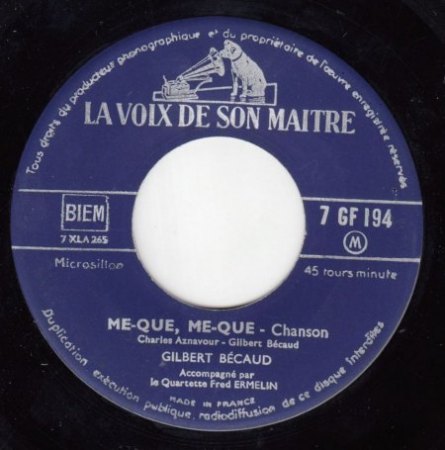 Tous droits du producteur phonographique et du propriétaire de l'œuvre enregistrée réservés
LA VOIX DE SON MAITRE
BIEM
7 XLA 265
7 GF 194
M
Microsillon
45 tours minute
ME-QUE, ME-QUE - Chanson
Charles Aznavour - Gilbert Bécaud
GILBERT BÉCAUD
Accompagné par
le Quartette Fred ERMELIN
MADE IN FRANCE
Duplication exécution publique, radiodiffusion de ce disque interdites